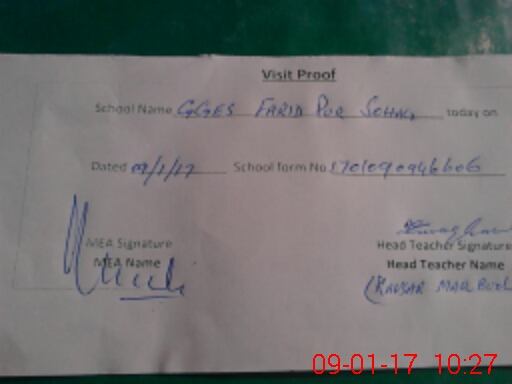 Visit Proof
School Name GGES FARID PUR SOHAG today on
Dated 09/1/17 School form No
MEA Signature Head Teacher Signature
MEA Name Head Teacher Name
(KAUSAR
09-01-17 10:27